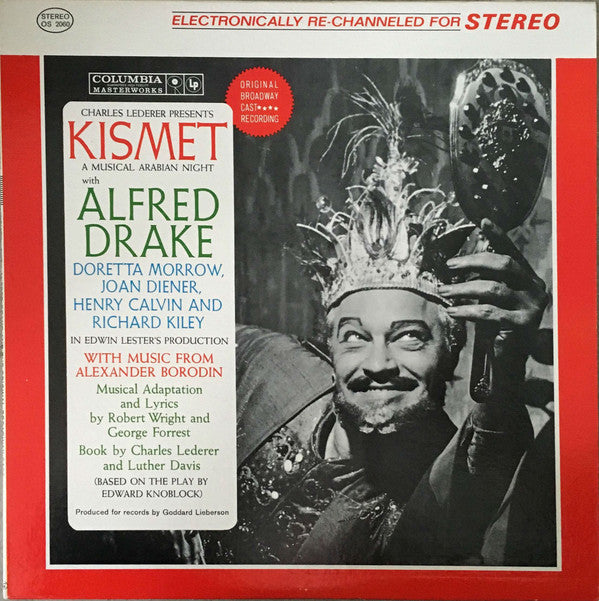 STEREO
OS 2060
ELECTRONICALLY RE-CHANNELED FOR STEREO
COLUMBIA
MASTERWORKS
LP
ORIGINAL
BROADWAY
CAST★★★★
RECORDING
CHARLES LEDERER PRESENTS
KISMET
A MUSICAL ARABIAN NIGHT
with
ALFRED
DRAKE
DORETTA MORROW,
JOAN DIENER,
HENRY CALVIN AND
RICHARD KILEY
IN EDWIN LESTER'S PRODUCTION
WITH MUSIC FROM
ALEXANDER BORODIN
Musical Adaptation
and Lyrics
by Robert Wright and
George Forrest
Book by Charles Lederer
and Luther Davis
(BASED ON THE PLAY BY
EDWARD KNOBLOCK)
Produced for records by Goddard Lieberson